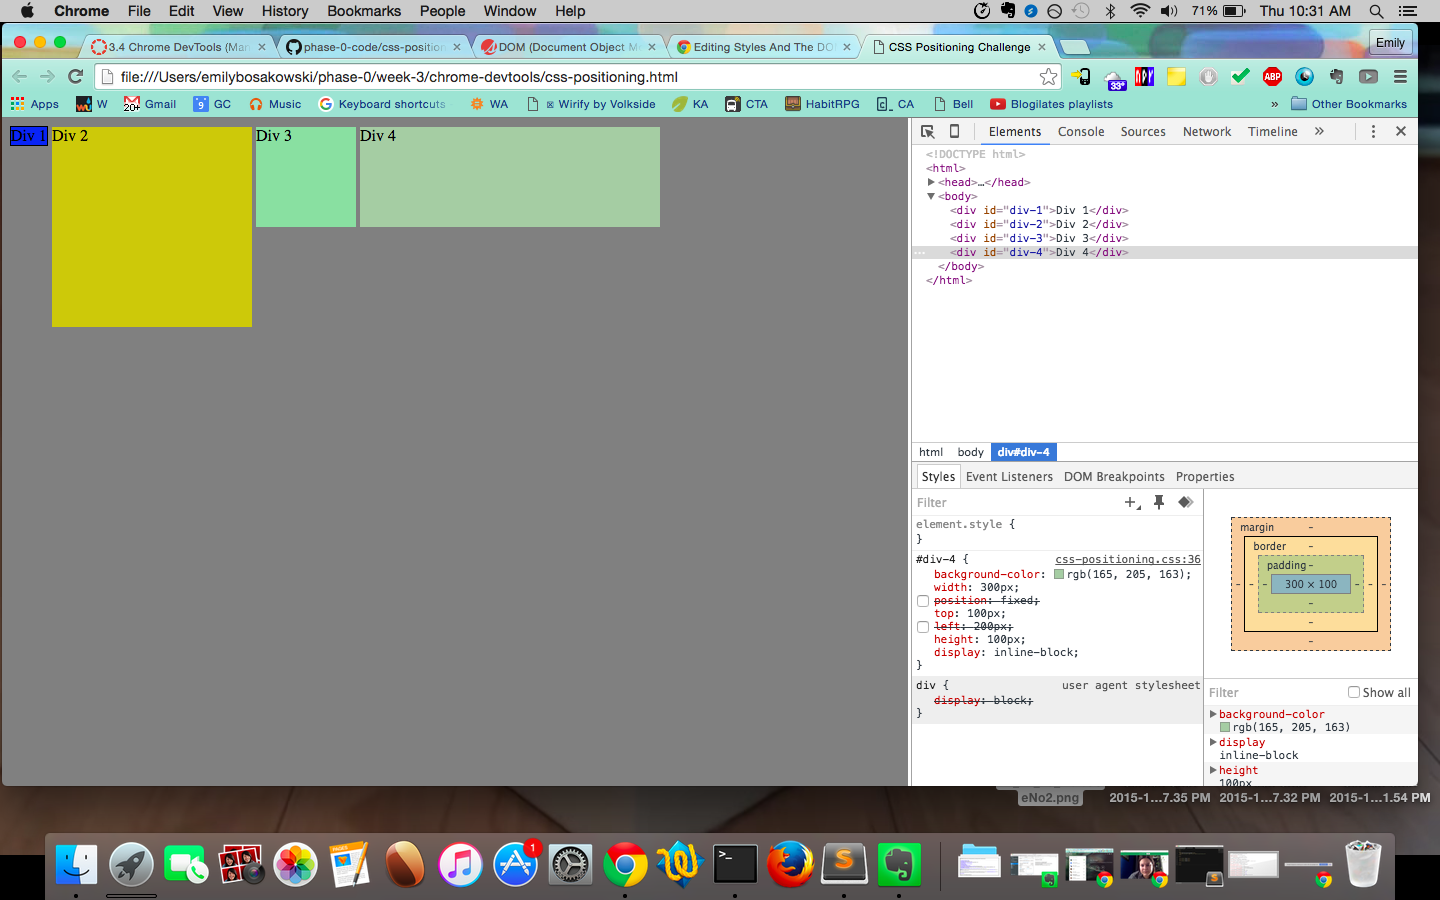 Chrome File Edit View History Bookmarks People Window Help 71% Thu 10:31 AM
3.4 Chrome DevTools (Mar × phase-0-code/css-position × DOM (Document Object M × Editing Styles And The DO × CSS Positioning Challenge × Emily
file:///Users/emilybosakowski/phase-0/week-3/chrome-devtools/css-positioning.html 33° ABP
Apps W 20+ Gmail 9 GC Music Keyboard shortcuts WA Wirify by Volkside KA CTA HabitRPG CA Bell Blogilates playlists » Other Bookmarks
Div 1 Div 2 Div 3 Div 4
Elements Console Sources Network Timeline »
<!DOCTYPE html>
<html>
<head>…</head>
<body>
<div id="div-1">Div 1</div>
<div id="div-2">Div 2</div>
<div id="div-3">Div 3</div>
… <div id="div-4">Div 4</div>
</body>
</html>
html body div#div-4
Styles Event Listeners DOM Breakpoints Properties
Filter
element.style {
}
#div-4 { css-positioning.css:36
background-color: rgb(165, 205, 163);
width: 300px;
position: fixed;
top: 100px;
left: 200px;
height: 100px;
display: inline-block;
}
div { user agent stylesheet
display: block;
}
margin -
border -
padding -
- - - 300 × 100 - - -
-
-
-
Filter Show all
background-color
rgb(165, 205, 163)
display
inline-block
height
100px
eNo2.png 2015-1...7.35 PM 2015-1...7.32 PM 2015-1...1.54 PM
PAGES
1
>_